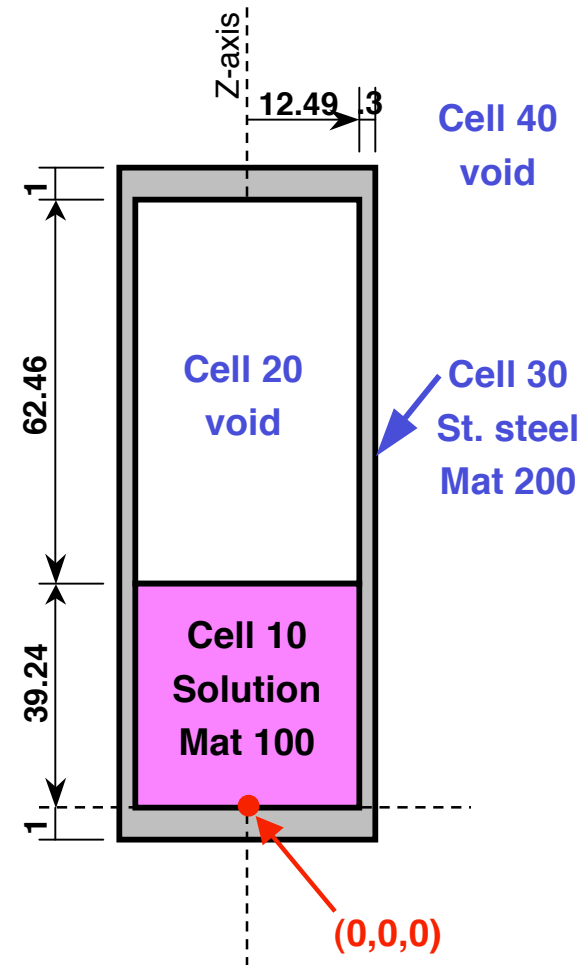 Z-axis
12.49
.3
Cell 40
void
1
62.46
Cell 20
void
Cell 30
St. steel
Mat 200
39.24
Cell 10
Solution
Mat 100
1
(0,0,0)